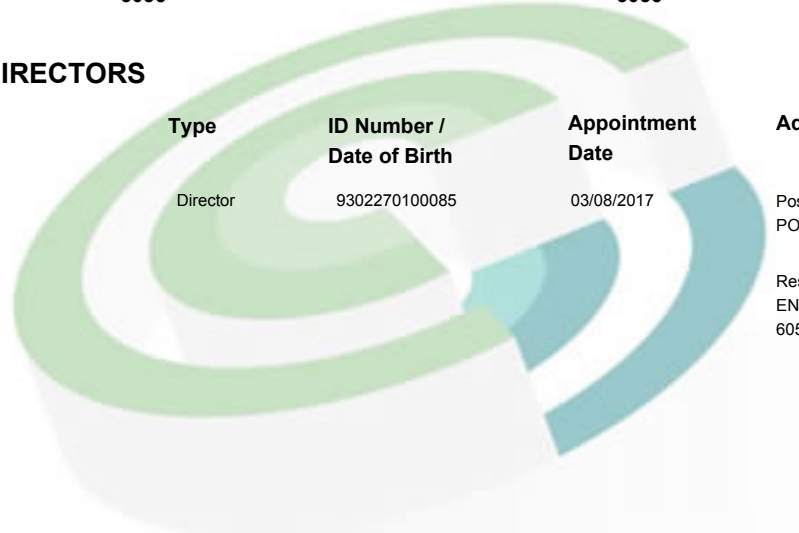 IRECTORS
Type ID Number / Appointment Ad
Date of Birth Date
Director 9302270100085 03/08/2017 Pos
PO
Res
EN
605